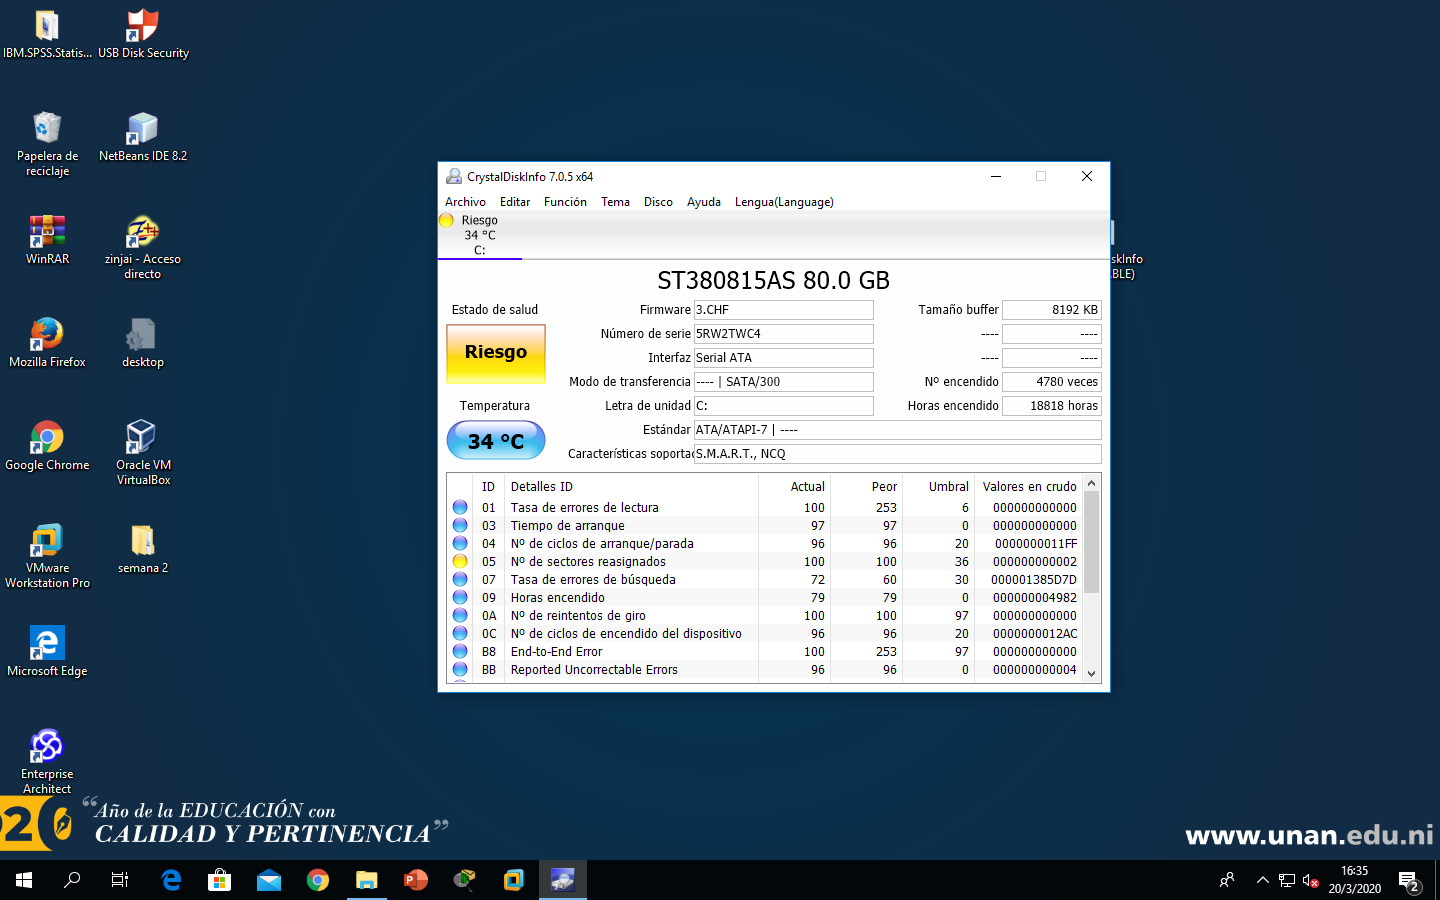 IBM.SPSS.Statis...
USB Disk Security
Papelera de
reciclaje
NetBeans IDE 8.2
WinRAR
zinjai - Acceso
directo
Mozilla Firefox
desktop
Google Chrome
Oracle VM
VirtualBox
VMware
Workstation Pro
semana 2
Microsoft Edge
Enterprise
Architect
CrystalDiskInfo 7.0.5 x64
Archivo Editar Función Tema Disco Ayuda Lengua(Language)
Riesgo
34 °C
C:
ST380815AS 80.0 GB
Estado de salud
Riesgo
Temperatura
34 °C
Firmware 3.CHF Tamaño buffer 8192 KB
Número de serie 5RW2TWC4 ---- ----
Interfaz Serial ATA ---- ----
Modo de transferencia ---- | SATA/300 Nº encendido 4780 veces
Letra de unidad C: Horas encendido 18818 horas
Estándar ATA/ATAPI-7 | ----
Características soportad S.M.A.R.T., NCQ
ID Detalles ID Actual Peor Umbral Valores en crudo
01 Tasa de errores de lectura 100 253 6 000000000000
03 Tiempo de arranque 97 97 0 000000000000
04 Nº de ciclos de arranque/parada 96 96 20 0000000011FF
05 Nº de sectores reasignados 100 100 36 000000000002
07 Tasa de errores de búsqueda 72 60 30 000001385D7D
09 Horas encendido 79 79 0 000000004982
0A Nº de reintentos de giro 100 100 97 000000000000
0C Nº de ciclos de encendido del dispositivo 96 96 20 0000000012AC
B8 End-to-End Error 100 253 97 000000000000
BB Reported Uncorrectable Errors 96 96 0 000000000004
skInfo
BLE)
20
“Año de la EDUCACIÓN con
CALIDAD Y PERTINENCIA”
www.unan.edu.ni
16:35
20/3/2020
2